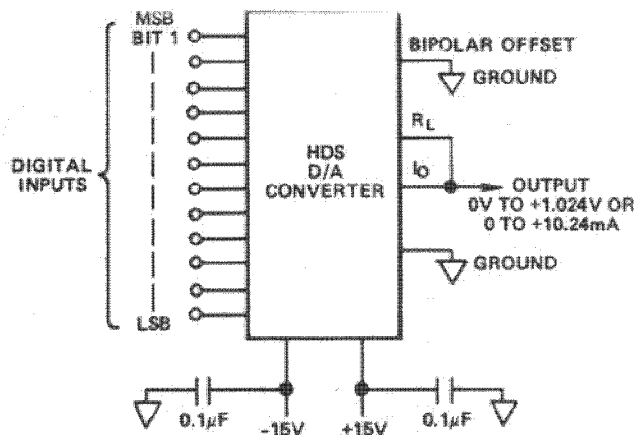 MSB
BIT 1
DIGITAL
INPUTS
LSB
HDS
D/A
CONVERTER
BIPOLAR OFFSET
GROUND
RL
IO
OUTPUT
0V TO +1.024V OR
0 TO +10.24mA
GROUND
0.1µF
-15V
+15V
0.1µF